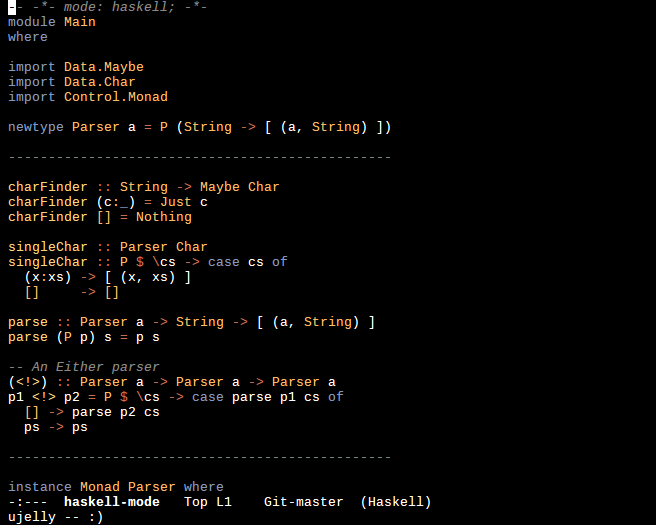 -- -*- mode: haskell; -*-
module Main
where
import Data.Maybe
import Data.Char
import Control.Monad
newtype Parser a = P (String -> [ (a, String) ])
------------------------------------------------
charFinder :: String -> Maybe Char
charFinder (c:_) = Just c
charFinder [] = Nothing
singleChar :: Parser Char
singleChar :: P $ \cs -> case cs of
  (x:xs) -> [ (x, xs) ]
  []     -> []
parse :: Parser a -> String -> [ (a, String) ]
parse (P p) s = p s
-- An Either parser
(<!>) :: Parser a -> Parser a -> Parser a
p1 <!> p2 = P $ \cs -> case parse p1 cs of
  [] -> parse p2 cs
  ps -> ps
------------------------------------------------
instance Monad Parser where
-:---  haskell-mode   Top L1    Git-master  (Haskell)
ujelly -- :)